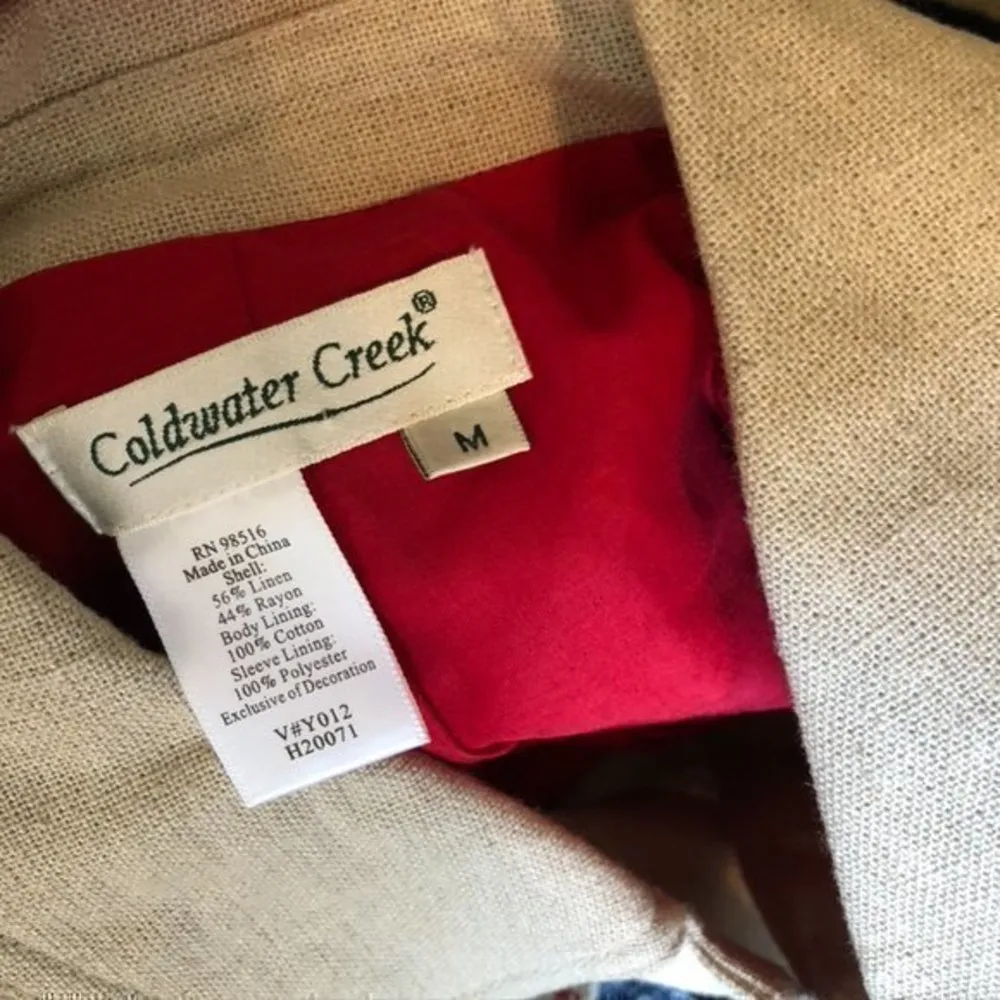 Coldwater Creek®
M
RN 98516
Made in China
Shell:
56% Linen
44% Rayon
Body Lining:
100% Cotton
Sleeve Lining:
100% Polyester
Exclusive of Decoration
V#Y012
H20071